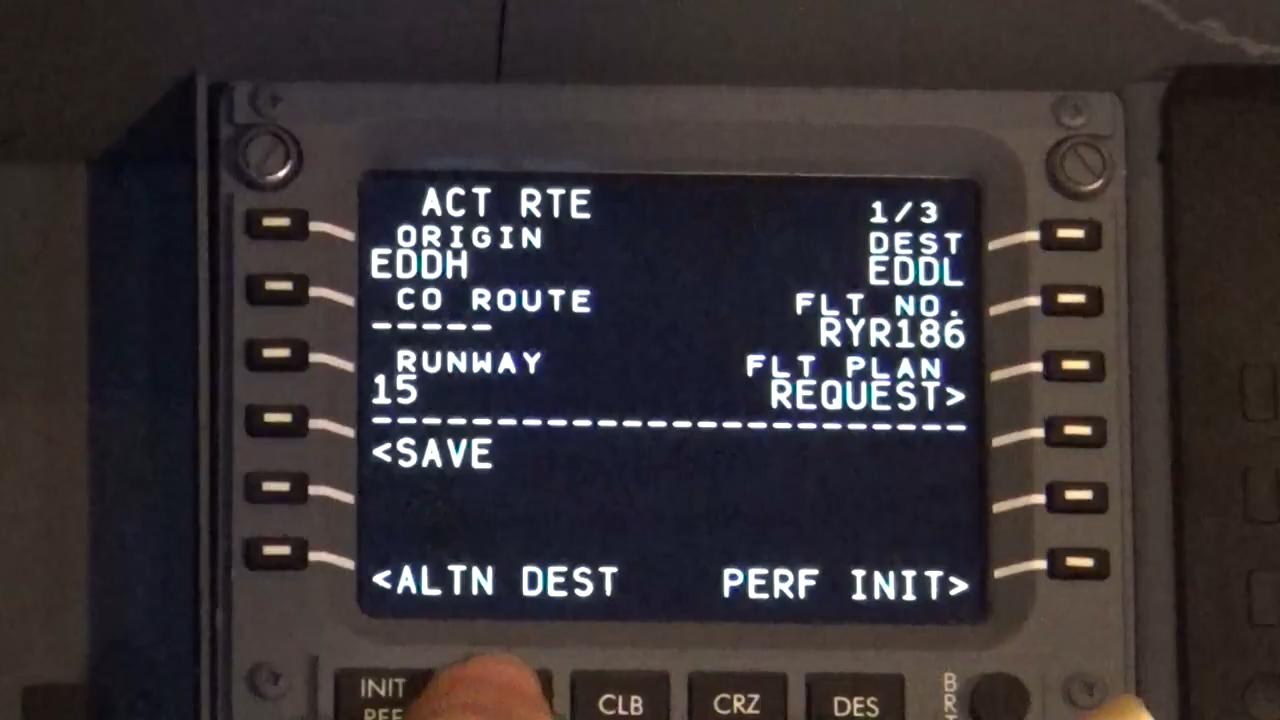 ACT RTE 1/3
ORIGIN DEST
EDDH EDDL
CO ROUTE FLT NO.
----- RYR186
RUNWAY FLT PLAN
15 REQUEST>
------------------------
<SAVE
<ALTN DEST PERF INIT>
INIT CLB CRZ DES BRT
REF